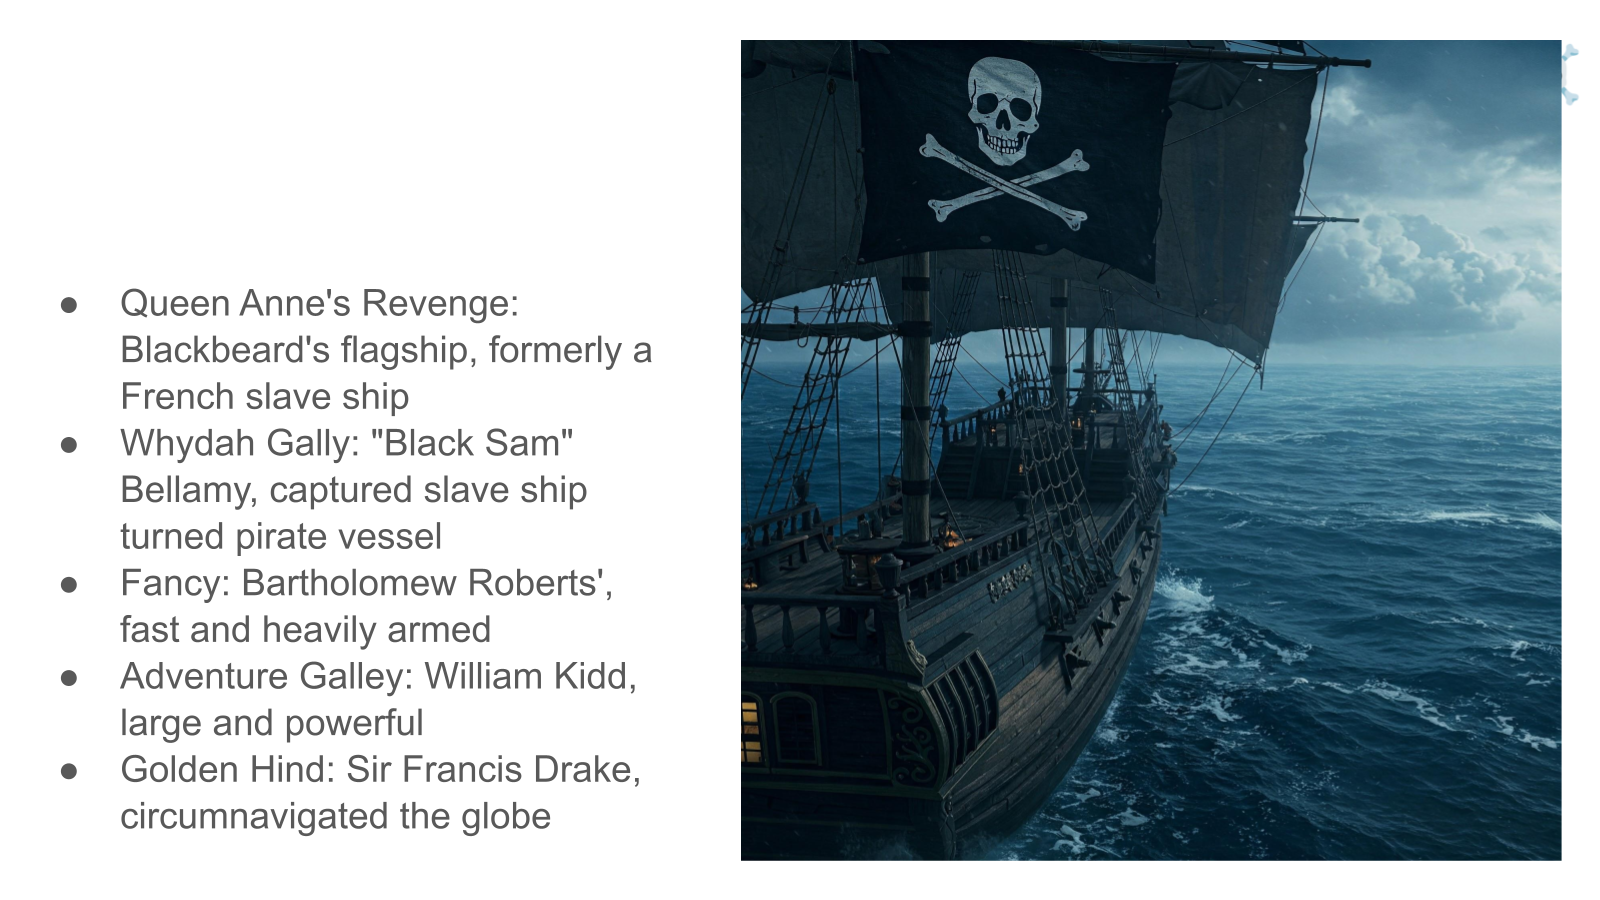 ● Queen Anne's Revenge:
Blackbeard's flagship, formerly a
French slave ship
● Whydah Gally: "Black Sam"
Bellamy, captured slave ship
turned pirate vessel
● Fancy: Bartholomew Roberts',
fast and heavily armed
● Adventure Galley: William Kidd,
large and powerful
● Golden Hind: Sir Francis Drake,
circumnavigated the globe